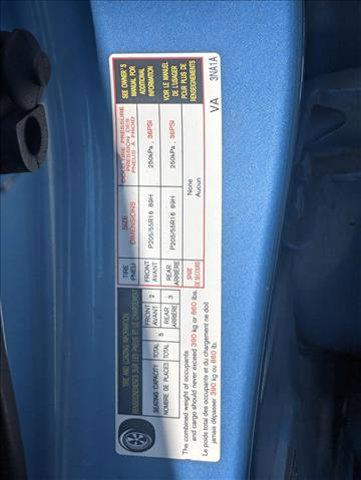 TIRE AND LOADING INFORMATION
RENSEIGNEMENTS SUR LES PNEUS ET LE CHARGEMENT
SEATING CAPACITY TOTAL 5 FRONT 2 REAR 3
NOMBRE DE PLACES TOTAL AVANT ARRIÈRE
The combined weight of occupants
and cargo should never exceed 390 kg or 860 lbs.
Le poids total des occupants et du chargement ne doit
jamais dépasser 390 kg ou 860 lb.
TIRE SIZE COLD TIRE PRESSURE
PNEU DIMENSIONS PRESSION DES
PNEUS À FROID
FRONT
AVANT P205/55R16 89H 250kPa , 36PSI
REAR
ARRIÈRE P205/55R16 89H 250kPa , 36PSI
SPARE None
DE SECOURS Aucun
SEE OWNER'S
MANUAL FOR
ADDITIONAL
INFORMATION
VOIR LE MANUEL
DE L'USAGER
POUR PLUS DE
RENSEIGNEMENTS
VA 3NA1A